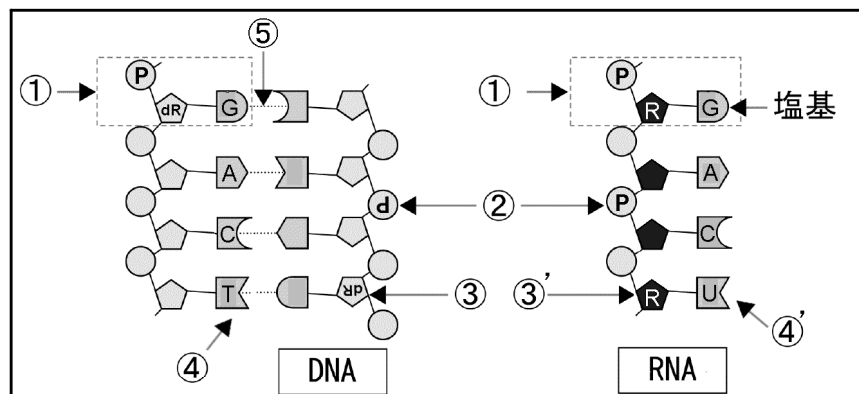 ⑤
P
①
dR
G
P
①
R
G
塩基
A
A
P
②
P
C
C
T
dR
③
③’
R
U
④
④’
DNA
RNA